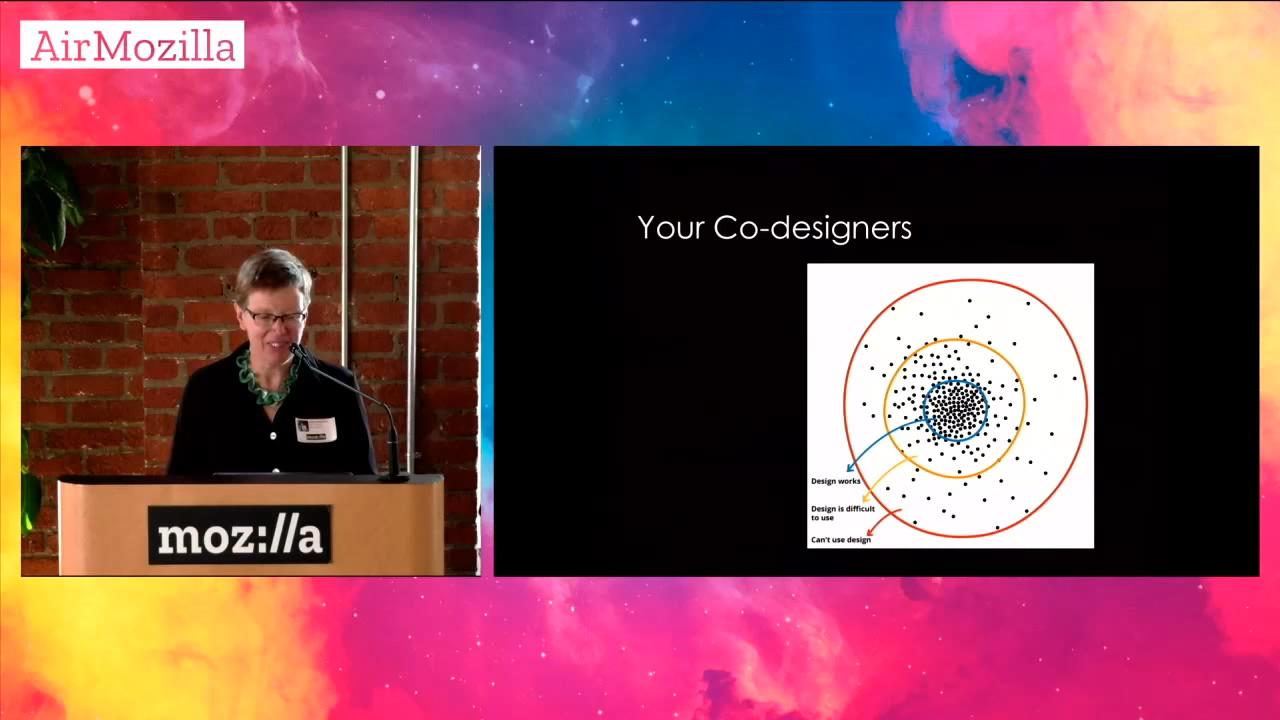 AirMozilla
Your Co-designers
Design works
Design is difficult
to use
Can't use design
moz://a